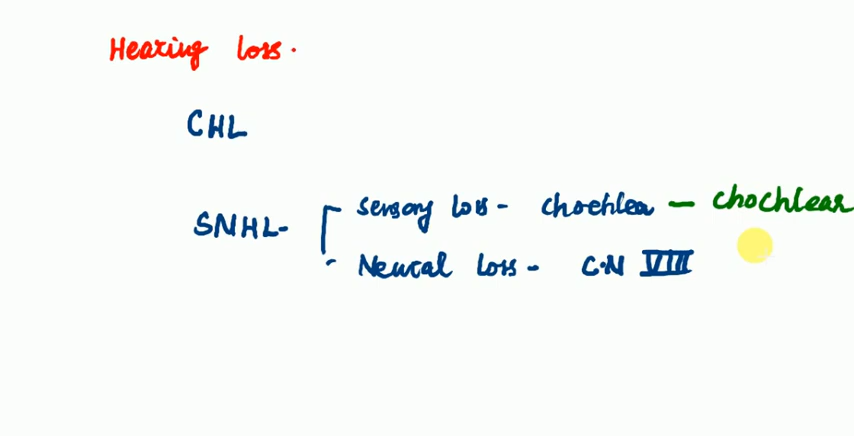 Hearing loss.
CHL
SNHL- sensory loss - chochlea - chochlear
Neural loss - C.N VIII